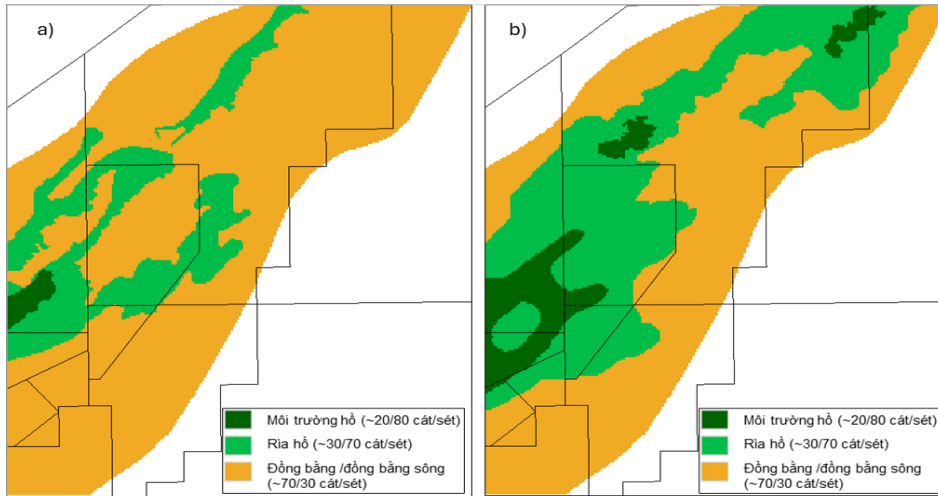 a)
Môi trường hồ (~20/80 cát/sét)
Rìa hồ (~30/70 cát/sét)
Đồng bằng /đồng bằng sông
(~70/30 cát/sét)
b)
Môi trường hồ (~20/80 cát/sét)
Rìa hồ (~30/70 cát/sét)
Đồng bằng /đồng bằng sông
(~70/30 cát/sét)